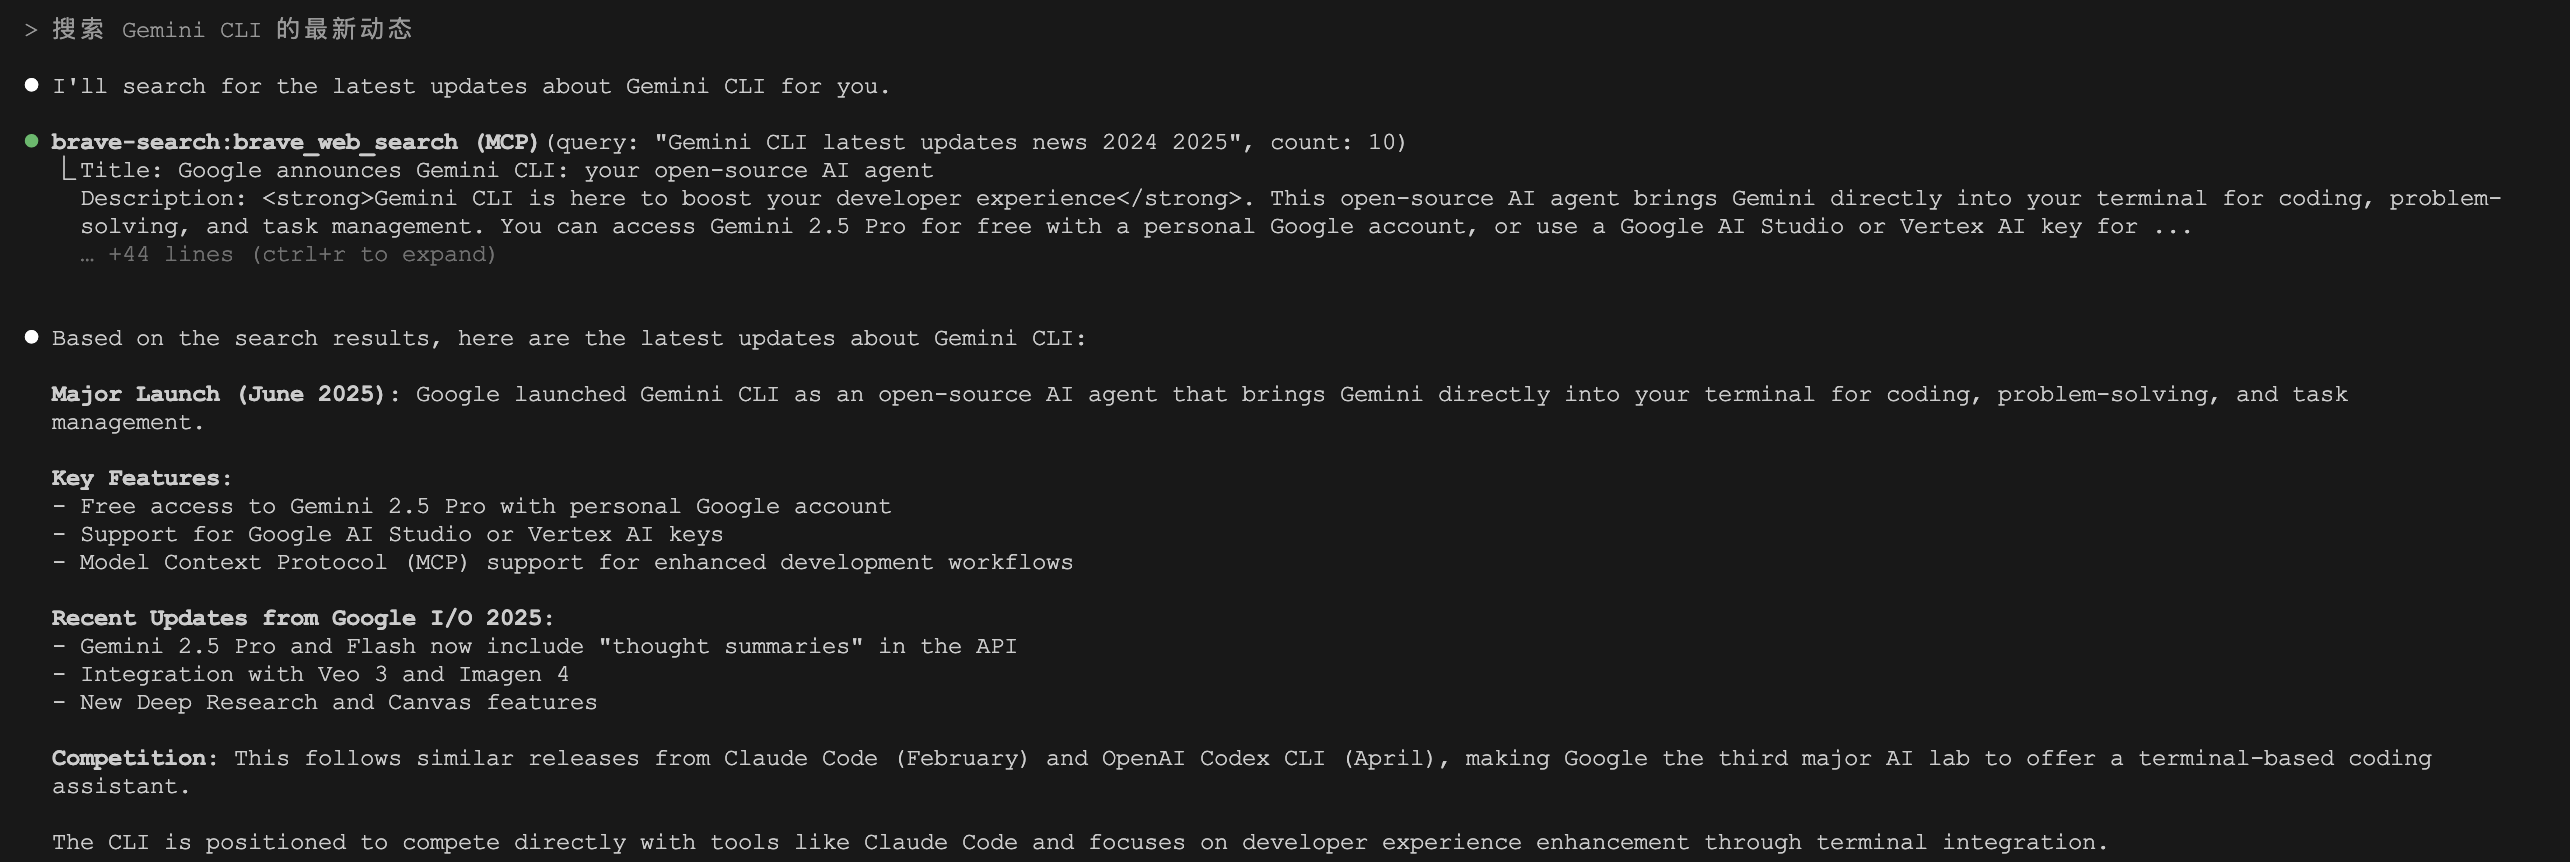 > 搜索 Gemini CLI 的最新动态
● I'll search for the latest updates about Gemini CLI for you.
● brave-search:brave_web_search (MCP)(query: "Gemini CLI latest updates news 2024 2025", count: 10)
⎿ Title: Google announces Gemini CLI: your open-source AI agent
Description: <strong>Gemini CLI is here to boost your developer experience</strong>. This open-source AI agent brings Gemini directly into your terminal for coding, problem-
solving, and task management. You can access Gemini 2.5 Pro for free with a personal Google account, or use a Google AI Studio or Vertex AI key for ...
… +44 lines (ctrl+r to expand)
● Based on the search results, here are the latest updates about Gemini CLI:
Major Launch (June 2025): Google launched Gemini CLI as an open-source AI agent that brings Gemini directly into your terminal for coding, problem-solving, and task
management.
Key Features:
- Free access to Gemini 2.5 Pro with personal Google account
- Support for Google AI Studio or Vertex AI keys
- Model Context Protocol (MCP) support for enhanced development workflows
Recent Updates from Google I/O 2025:
- Gemini 2.5 Pro and Flash now include "thought summaries" in the API
- Integration with Veo 3 and Imagen 4
- New Deep Research and Canvas features
Competition: This follows similar releases from Claude Code (February) and OpenAI Codex CLI (April), making Google the third major AI lab to offer a terminal-based coding
assistant.
The CLI is positioned to compete directly with tools like Claude Code and focuses on developer experience enhancement through terminal integration.